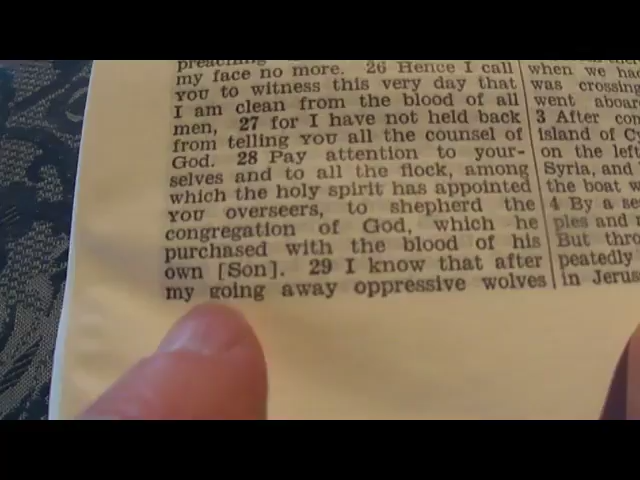 preaching
my face no more. 26 Hence I call
YOU to witness this very day that
I am clean from the blood of all
men, 27 for I have not held back
from telling YOU all the counsel of
God. 28 Pay attention to your-
selves and to all the flock, among
which the holy spirit has appointed
YOU overseers, to shepherd the
congregation of God, which he
purchased with the blood of his
own [Son]. 29 I know that after
my going away oppressive wolves
when we had
was crossing
went aboard
3 After com
island of Cy
on the left
Syria, and
the boat w
4 By a se
ples and
But thro
peatedly
in Jerus